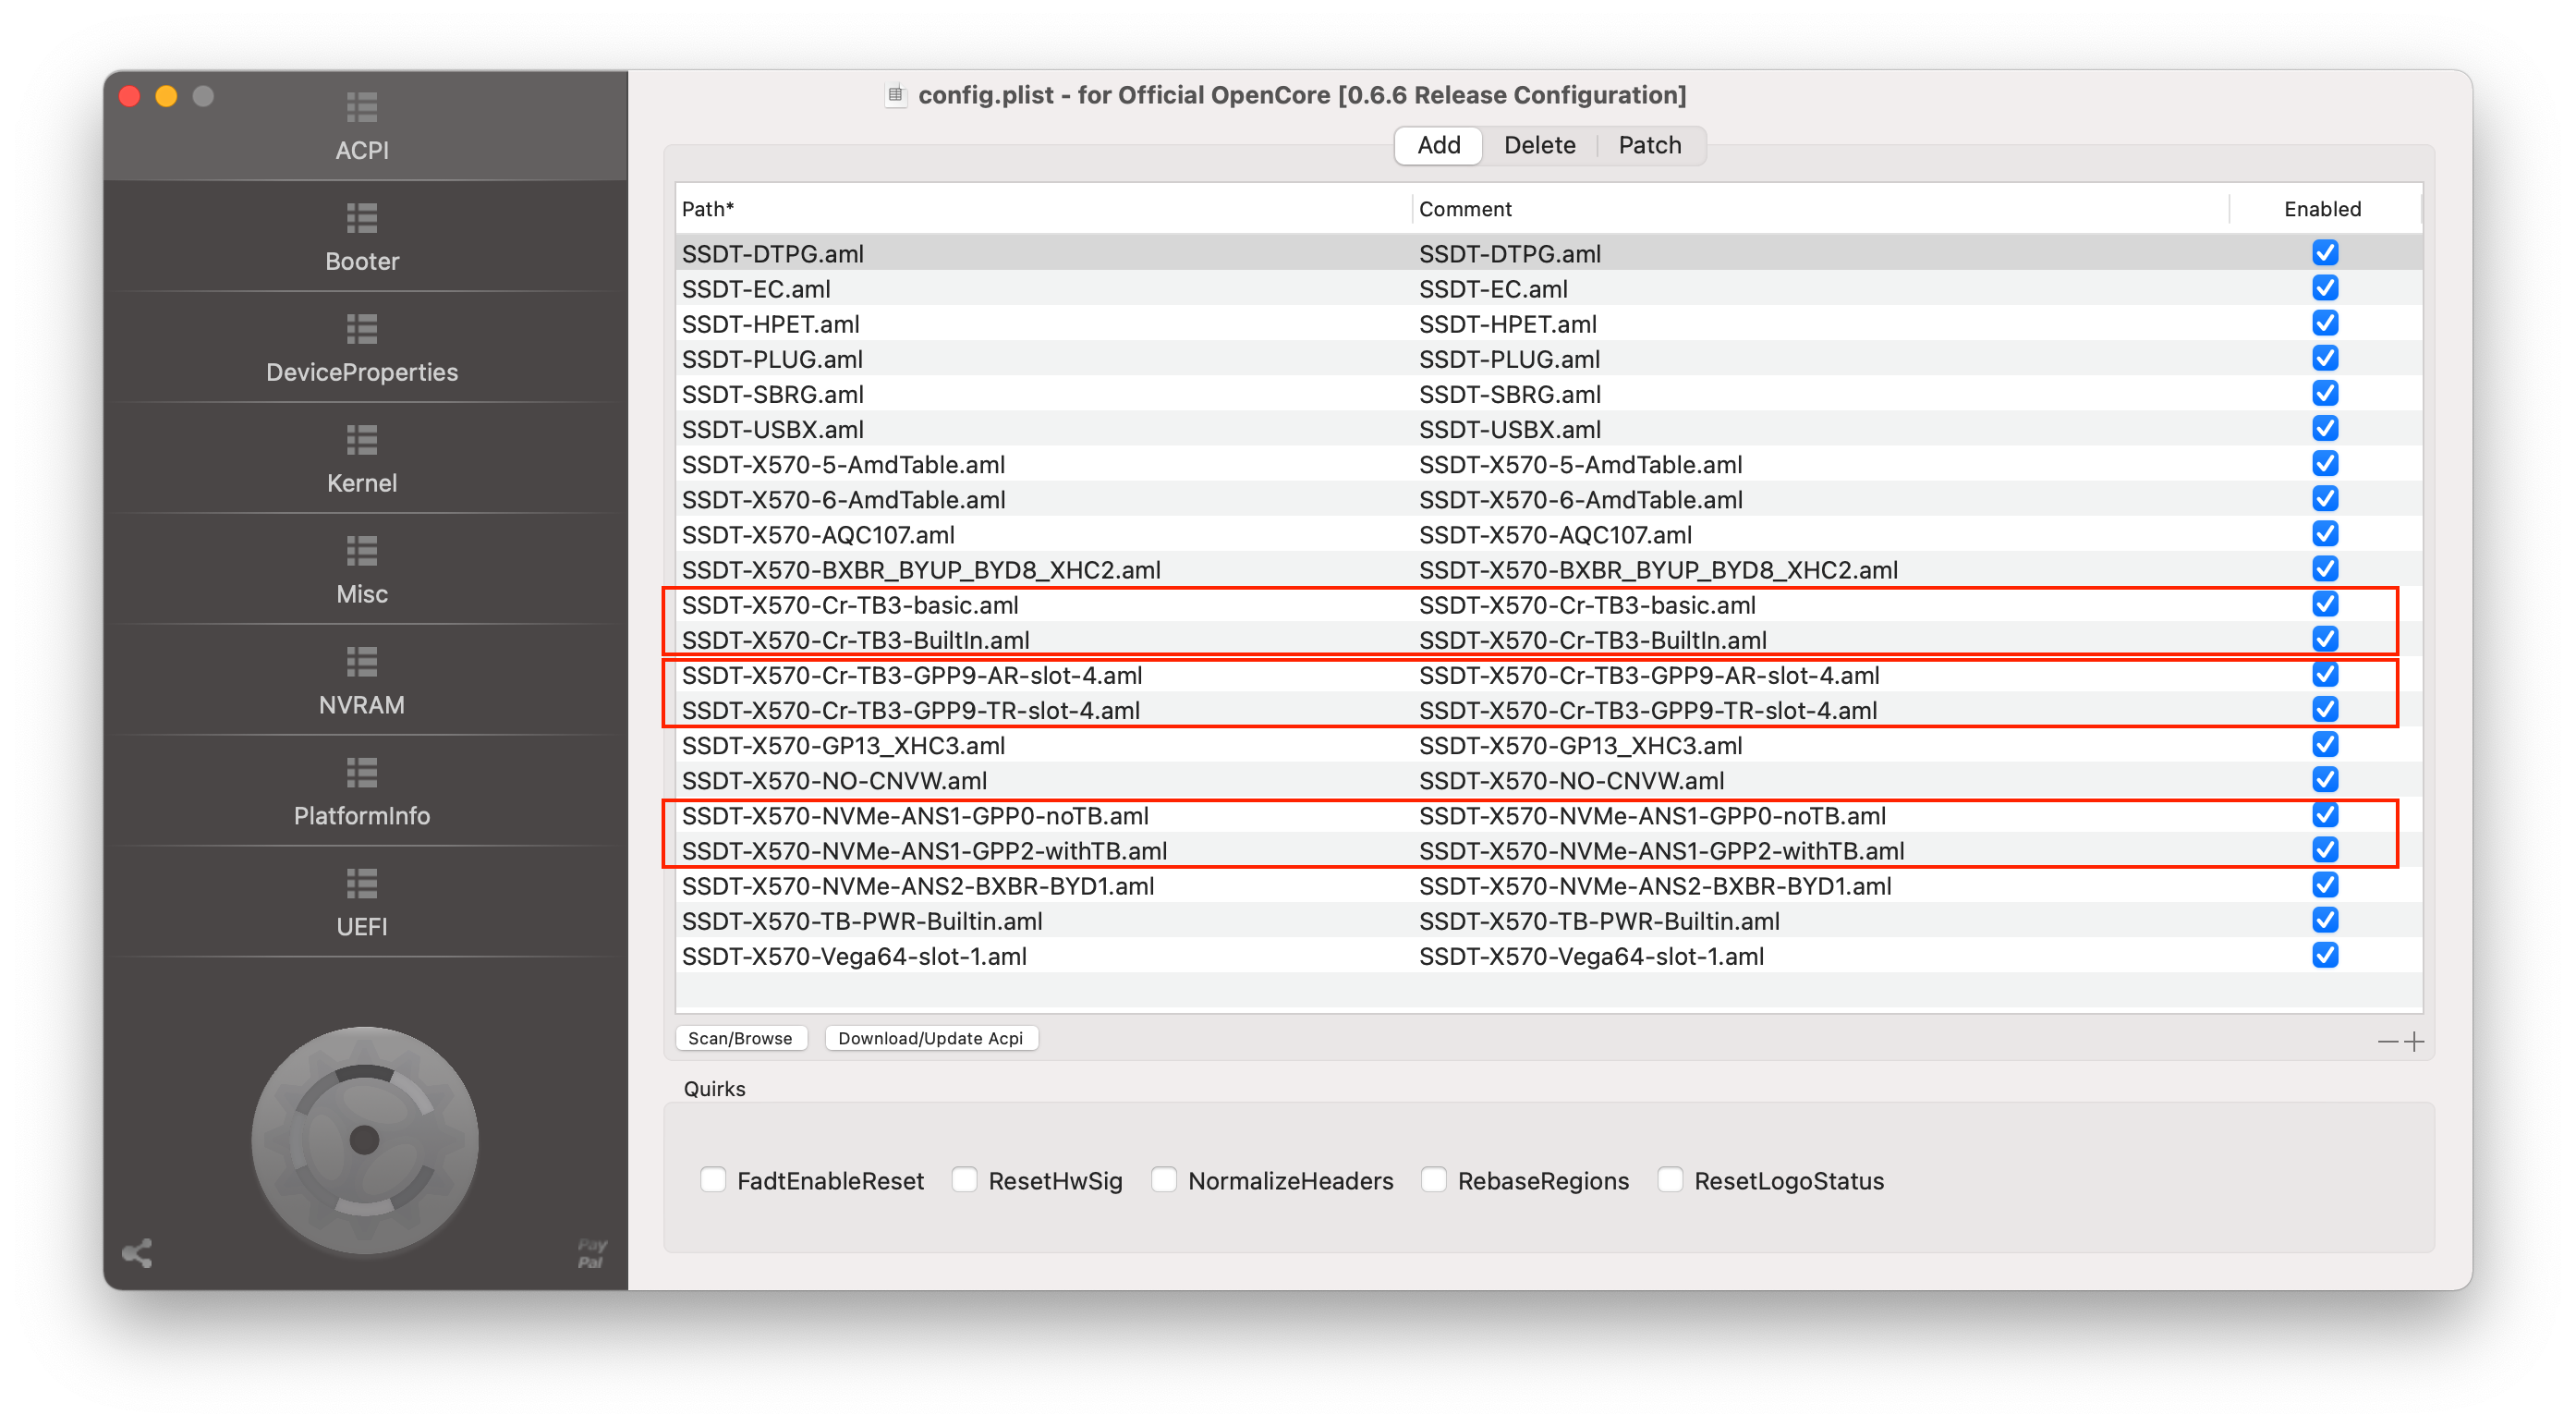 config.plist - for Official OpenCore [0.6.6 Release Configuration]
ACPI
Booter
DeviceProperties
Kernel
Misc
NVRAM
PlatformInfo
UEFI
Pay
Pal
Add Delete Patch
Path* Comment Enabled
SSDT-DTPG.aml SSDT-DTPG.aml
SSDT-EC.aml SSDT-EC.aml
SSDT-HPET.aml SSDT-HPET.aml
SSDT-PLUG.aml SSDT-PLUG.aml
SSDT-SBRG.aml SSDT-SBRG.aml
SSDT-USBX.aml SSDT-USBX.aml
SSDT-X570-5-AmdTable.aml SSDT-X570-5-AmdTable.aml
SSDT-X570-6-AmdTable.aml SSDT-X570-6-AmdTable.aml
SSDT-X570-AQC107.aml SSDT-X570-AQC107.aml
SSDT-X570-BXBR_BYUP_BYD8_XHC2.aml SSDT-X570-BXBR_BYUP_BYD8_XHC2.aml
SSDT-X570-Cr-TB3-basic.aml SSDT-X570-Cr-TB3-basic.aml
SSDT-X570-Cr-TB3-BuiltIn.aml SSDT-X570-Cr-TB3-BuiltIn.aml
SSDT-X570-Cr-TB3-GPP9-AR-slot-4.aml SSDT-X570-Cr-TB3-GPP9-AR-slot-4.aml
SSDT-X570-Cr-TB3-GPP9-TR-slot-4.aml SSDT-X570-Cr-TB3-GPP9-TR-slot-4.aml
SSDT-X570-GP13_XHC3.aml SSDT-X570-GP13_XHC3.aml
SSDT-X570-NO-CNVW.aml SSDT-X570-NO-CNVW.aml
SSDT-X570-NVMe-ANS1-GPP0-noTB.aml SSDT-X570-NVMe-ANS1-GPP0-noTB.aml
SSDT-X570-NVMe-ANS1-GPP2-withTB.aml SSDT-X570-NVMe-ANS1-GPP2-withTB.aml
SSDT-X570-NVMe-ANS2-BXBR-BYD1.aml SSDT-X570-NVMe-ANS2-BXBR-BYD1.aml
SSDT-X570-TB-PWR-Builtin.aml SSDT-X570-TB-PWR-Builtin.aml
SSDT-X570-Vega64-slot-1.aml SSDT-X570-Vega64-slot-1.aml
Scan/Browse Download/Update Acpi
Quirks
FadtEnableReset ResetHwSig NormalizeHeaders RebaseRegions ResetLogoStatus